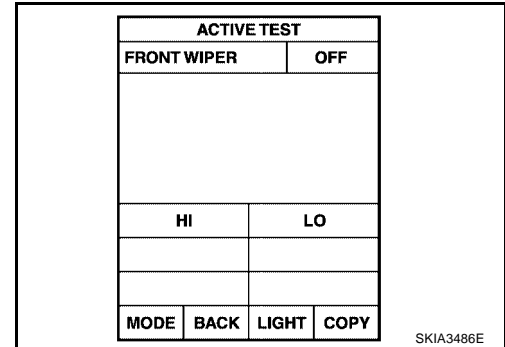 ACTIVE TEST
FRONT WIPER OFF
HI LO
MODE BACK LIGHT COPY
SKIA3486E